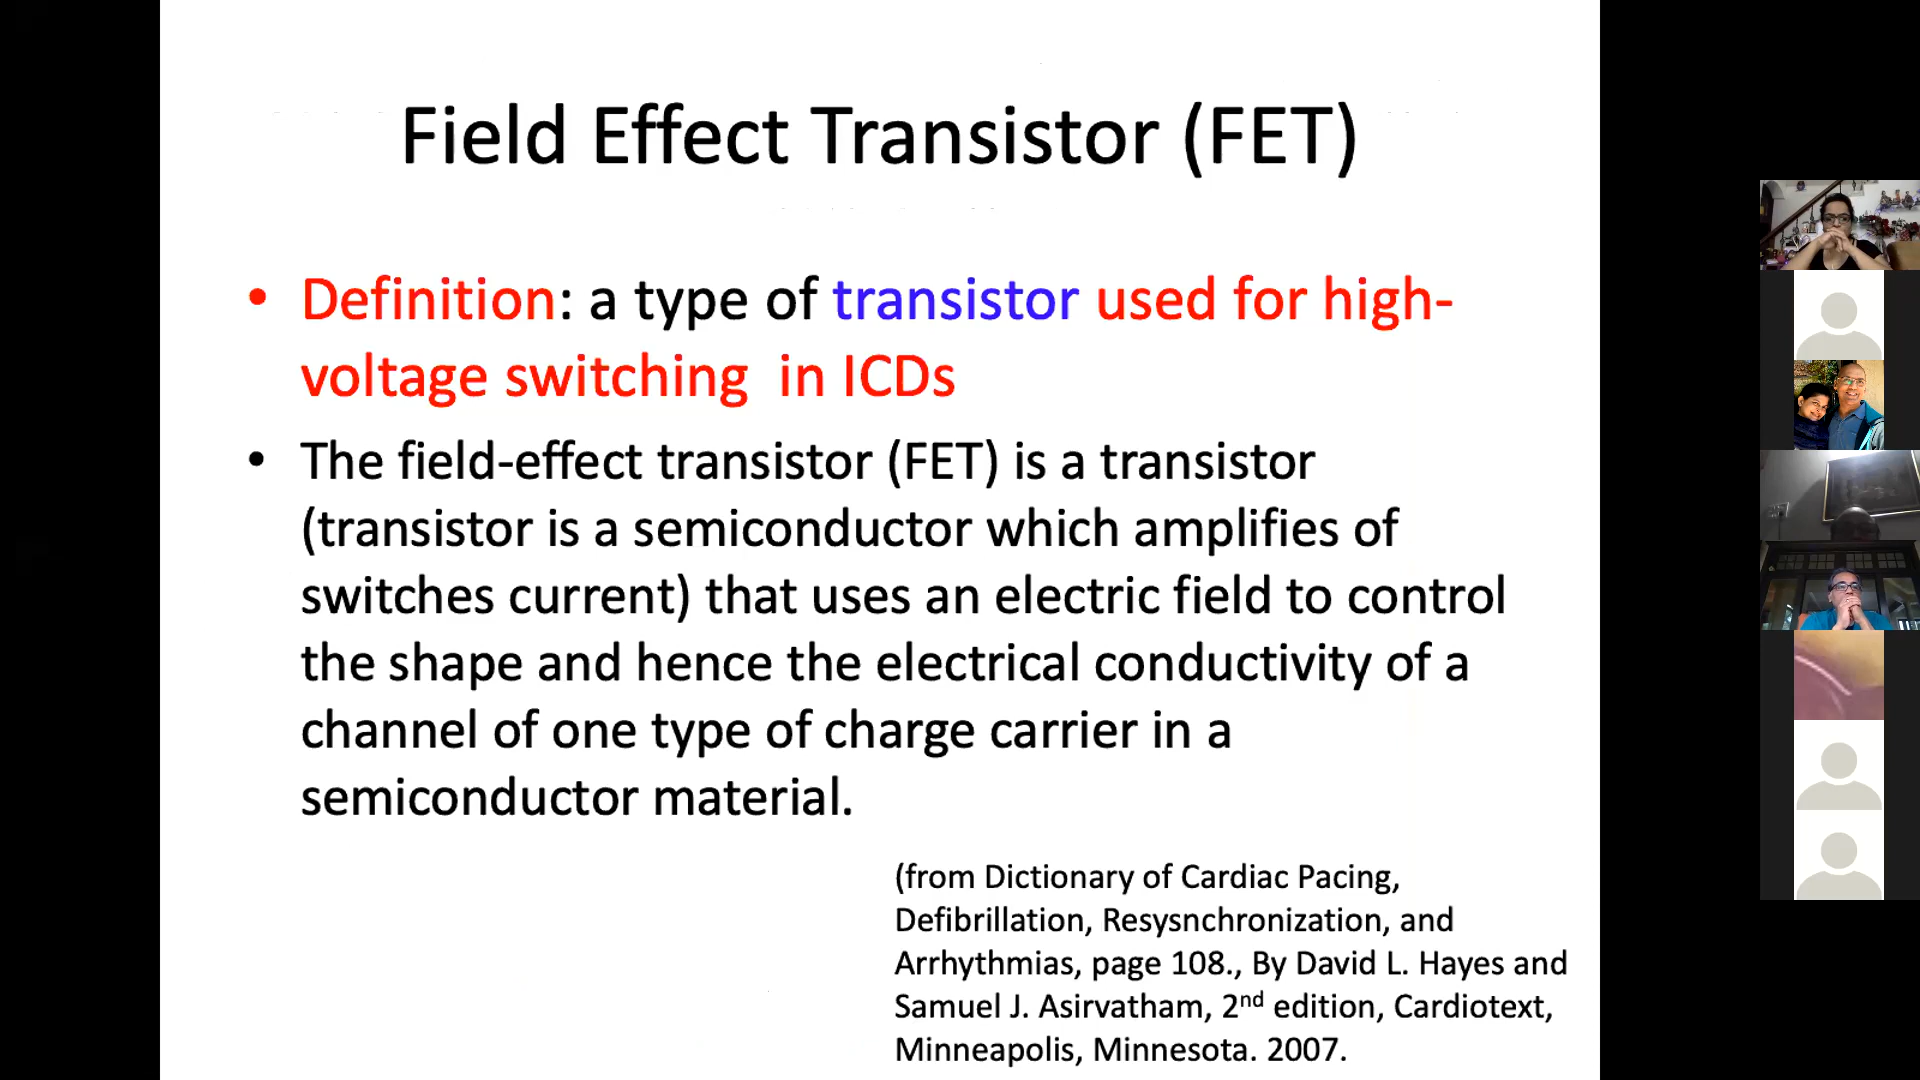 Field Effect Transistor (FET)
• Definition: a type of transistor used for high-
voltage switching  in ICDs
• The field-effect transistor (FET) is a transistor
(transistor is a semiconductor which amplifies of
switches current) that uses an electric field to control
the shape and hence the electrical conductivity of a
channel of one type of charge carrier in a
semiconductor material.
(from Dictionary of Cardiac Pacing,
Defibrillation, Resysnchronization, and
Arrhythmias, page 108., By David L. Hayes and
Samuel J. Asirvatham, 2nd edition, Cardiotext,
Minneapolis, Minnesota. 2007.